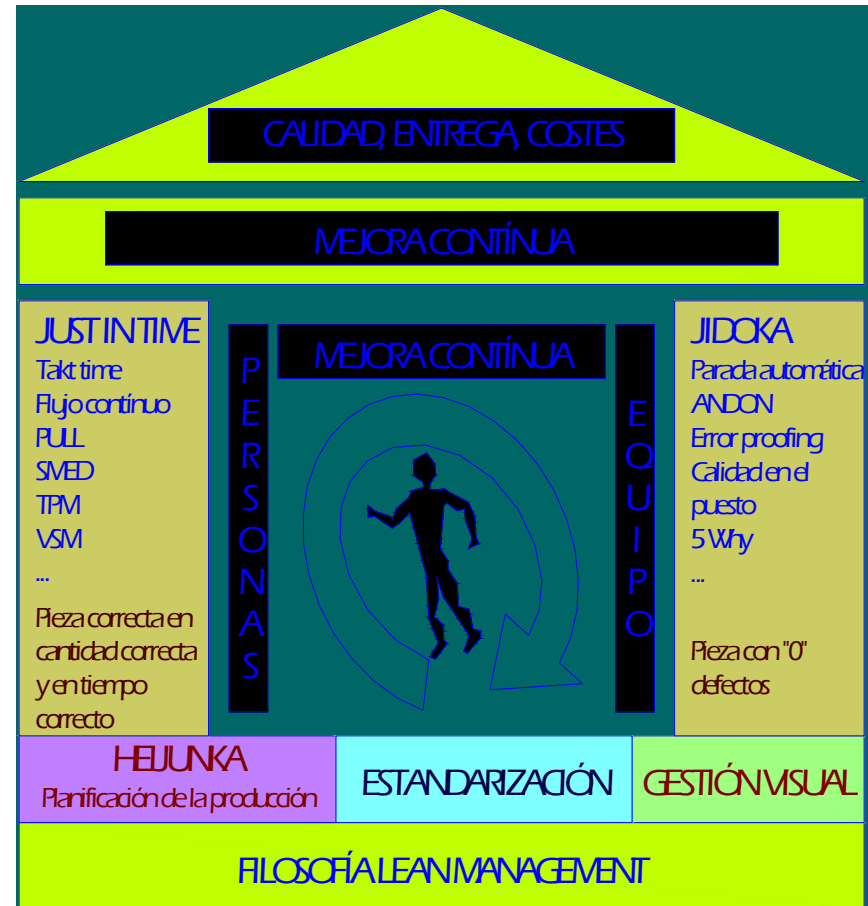 CALIDAD, ENTREGA, COSTES
MEJORA CONTÍNUA
JUST IN TIME
Takt time
Flujo contínuo
PULL
SMED
TPM
VSM
...
Pieza correcta en
cantidad correcta
y en tiempo
correcto
PERSONAS
MEJORA CONTÍNUA
EQUIPO
JIDOKA
Parada automática
ANDON
Error proofing
Calidad en el
puesto
5 Why
...
Pieza con "0"
defectos
HEIJUNKA
Planificación de la producción
ESTANDARIZACIÓN
GESTIÓN VISUAL
FILOSOFÍA LEAN MANAGEMENT